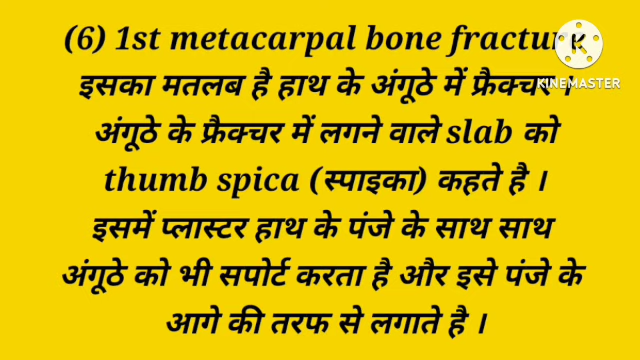 (6) 1st metacarpal bone fracture
इसका मतलब है हाथ के अंगूठे में फ्रैक्चर ।
अंगूठे के फ्रैक्चर में लगने वाले slab को
thumb spica (स्पाइका) कहते है ।
इसमें प्लास्टर हाथ के पंजे के साथ साथ
अंगूठे को भी सपोर्ट करता है और इसे पंजे के
आगे की तरफ से लगाते है ।
K
KINEMASTER